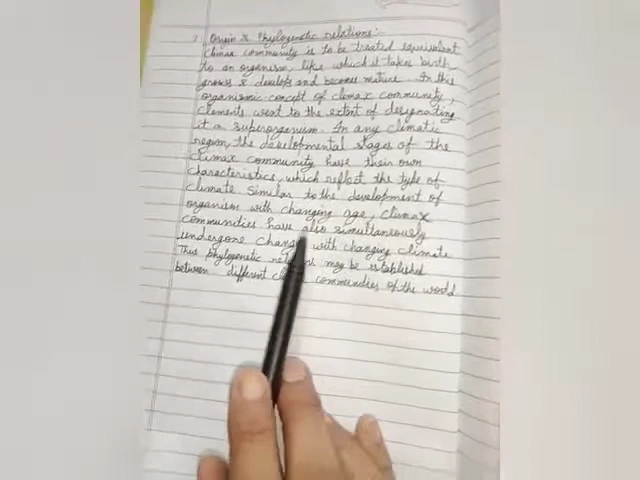 Origin & Phylogenetic relations:-
Climax community is to be treated equivalent
to an organism, like which it takes birth
grows & develops and becomes mature. In this
organismic concept of climax community,
Clements went to the extent of designating
it a superorganism. In any climatic
region, the developmental stages of the
climax community have their own
characteristics, which reflect the type of
climate similar to the development of
organism with changing age, climax
communities have also simultaneously
undergone with changing climate
Thus phylogenetic may be established
between different communities of the world